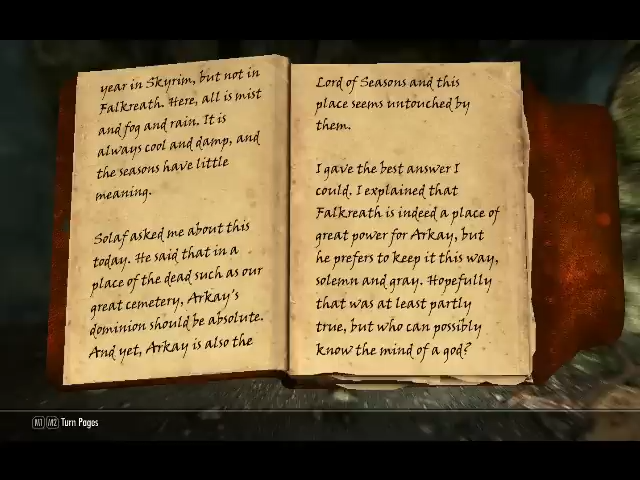 year in Skyrim, but not in
Falkreath. Here, all is mist
and fog and rain. It is
always cool and damp, and
the seasons have little
meaning.
Solaf asked me about this
today. He said that in a
place of the dead such as our
great cemetery, Arkay's
dominion should be absolute.
And yet, Arkay is also the
Lord of Seasons and this
place seems untouched by
them.
I gave the best answer I
could. I explained that
Falkreath is indeed a place of
great power for Arkay, but
he prefers to keep it this way,
solemn and gray. Hopefully
that was at least partly
true, but who can possibly
know the mind of a god?
M1 M2 Turn Pages